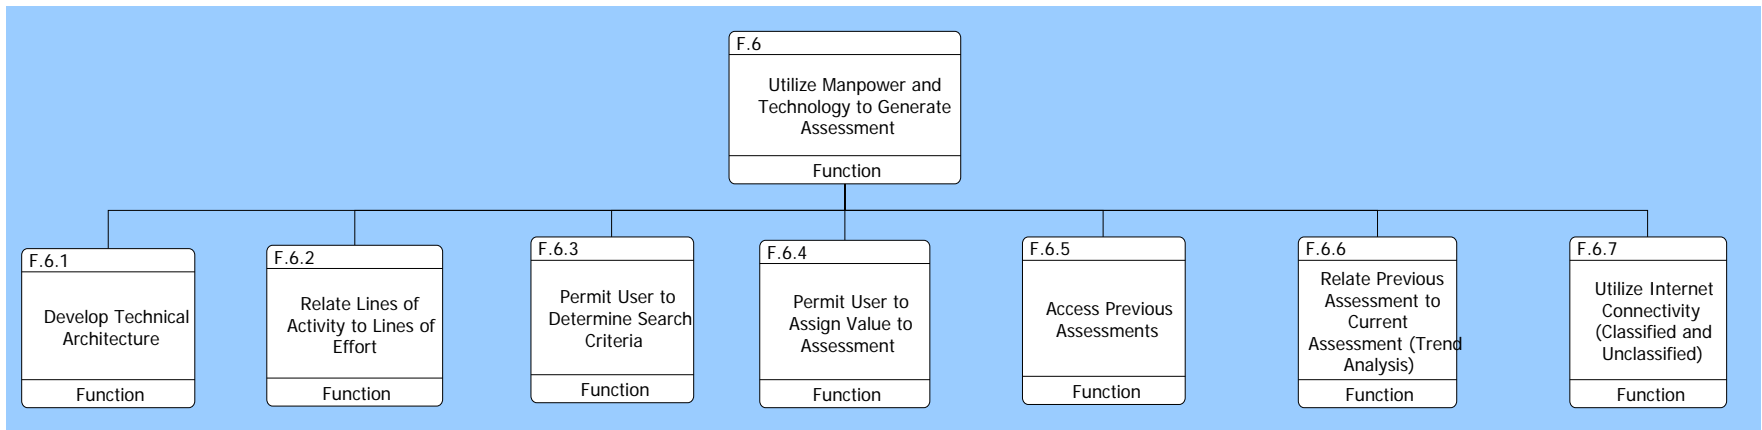 F.6
Utilize Manpower and
Technology to Generate
Assessment
Function
F.6.1
Develop Technical
Architecture
Function
F.6.2
Relate Lines of
Activity to Lines of
Effort
Function
F.6.3
Permit User to
Determine Search
Criteria
Function
F.6.4
Permit User to
Assign Value to
Assessment
Function
F.6.5
Access Previous
Assessments
Function
F.6.6
Relate Previous
Assessment to
Current
Assessment (Trend
Analysis)
Function
F.6.7
Utilize Internet
Connectivity
(Classified and
Unclassified)
Function